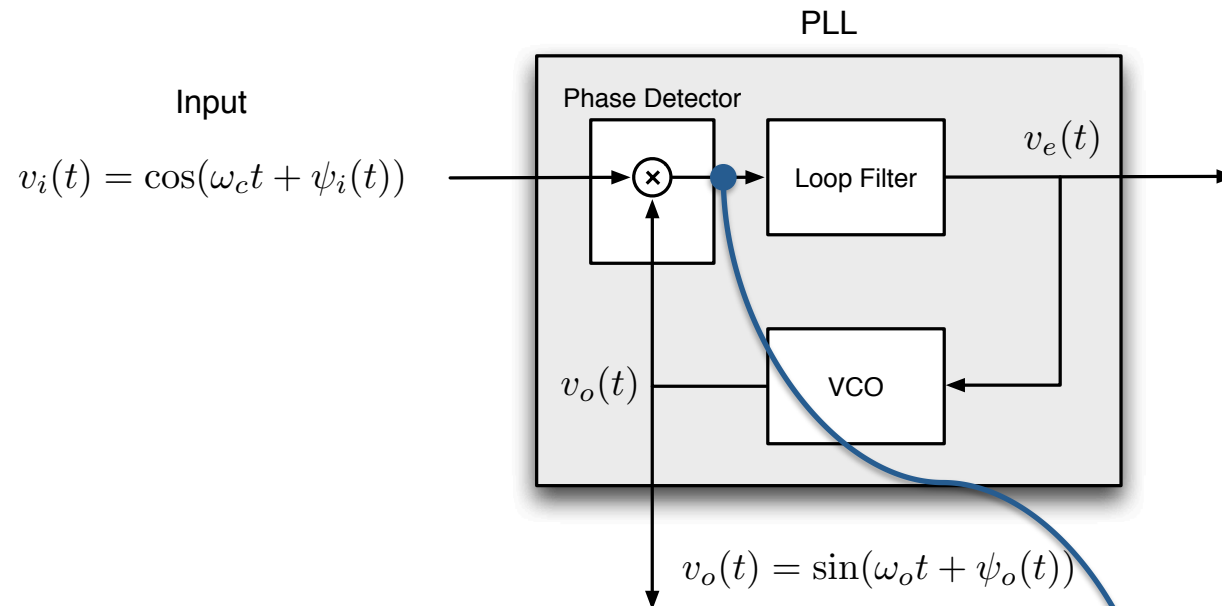 PLL
Input
Phase Detector
v_e(t)
v_i(t) = cos(ω_c t + ψ_i(t))
×
Loop Filter
v_o(t)
VCO
v_o(t) = sin(ω_o t + ψ_o(t))